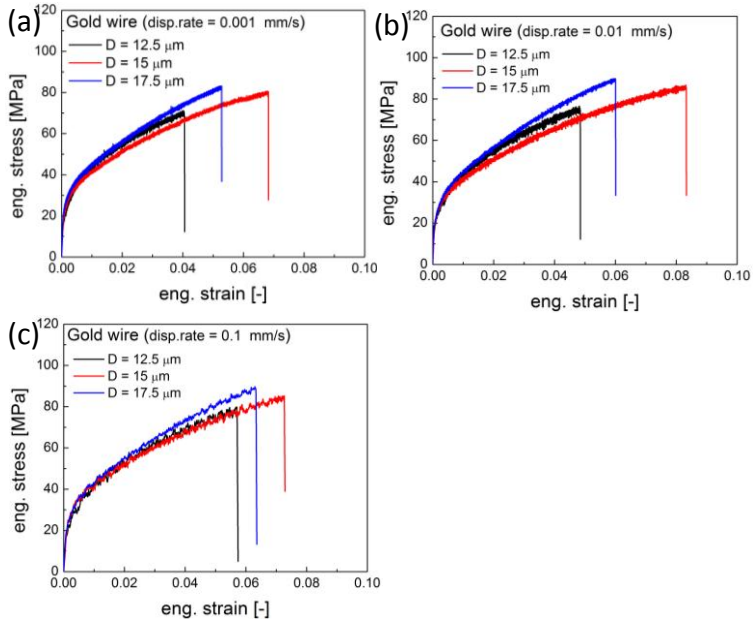 (a)
Gold wire (disp.rate = 0.001 mm/s)
D = 12.5 μm
D = 15 μm
D = 17.5 μm
120
100
80
60
40
20
0
eng. stress [MPa]
0.00 0.02 0.04 0.06 0.08 0.10
eng. strain [-]
(b)
Gold wire (disp.rate = 0.01 mm/s)
D = 12.5 μm
D = 15 μm
D = 17.5 μm
120
100
80
60
40
20
0
eng. stress [MPa]
0.00 0.02 0.04 0.06 0.08 0.10
eng. strain [-]
(c)
Gold wire (disp.rate = 0.1 mm/s)
D = 12.5 μm
D = 15 μm
D = 17.5 μm
120
100
80
60
40
20
0
eng. stress [MPa]
0.00 0.02 0.04 0.06 0.08 0.10
eng. strain [-]